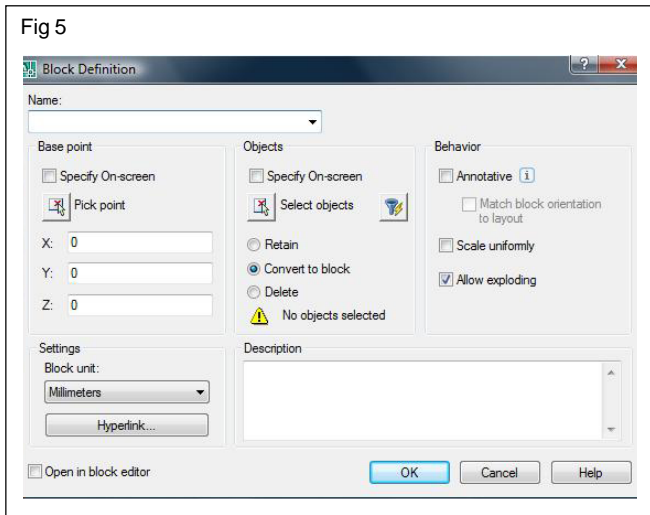 Fig 5
Block Definition
Name:
Base point
Specify On-screen
Pick point
X: 0
Y: 0
Z: 0
Objects
Specify On-screen
Select objects
Retain
Convert to block
Delete
No objects selected
Behavior
Annotative
Match block orientation
to layout
Scale uniformly
Allow exploding
Settings
Block unit:
Millimeters
Hyperlink...
Description
Open in block editor
OK Cancel Help